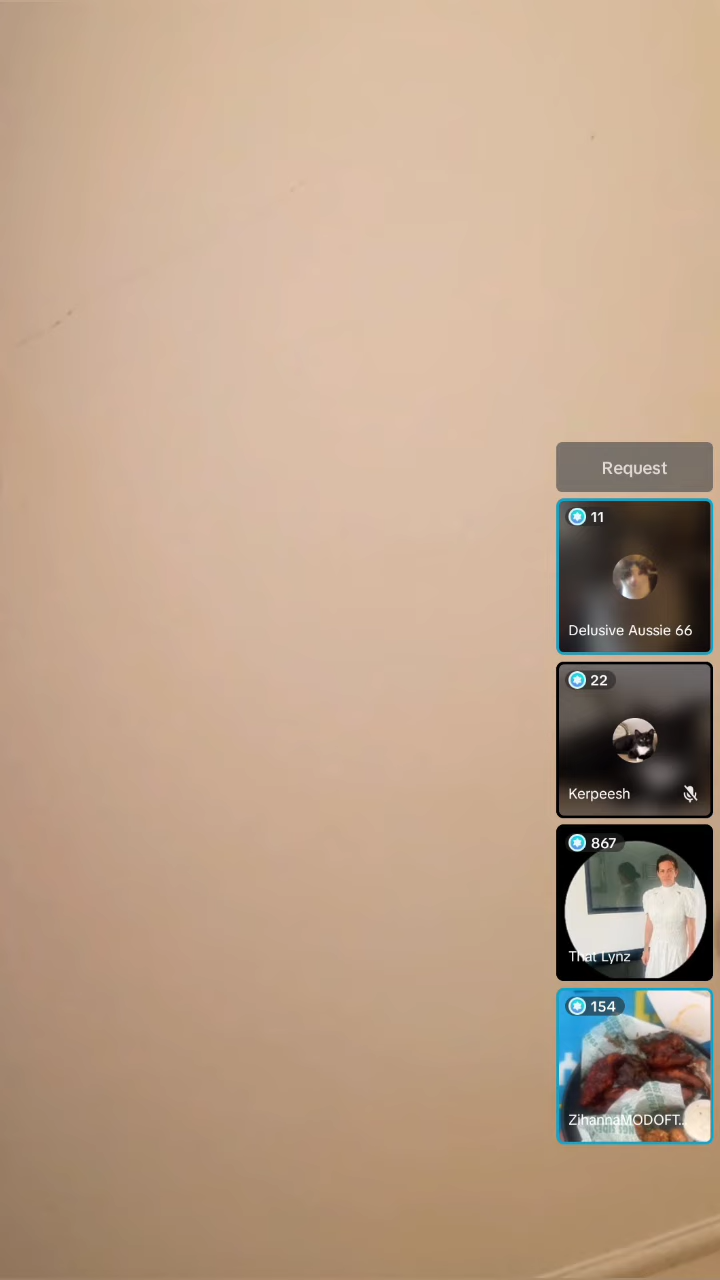 Request
11
Delusive Aussie 66
22
Kerpeesh
867
That Lynz
154
ZihannaMODOFT...